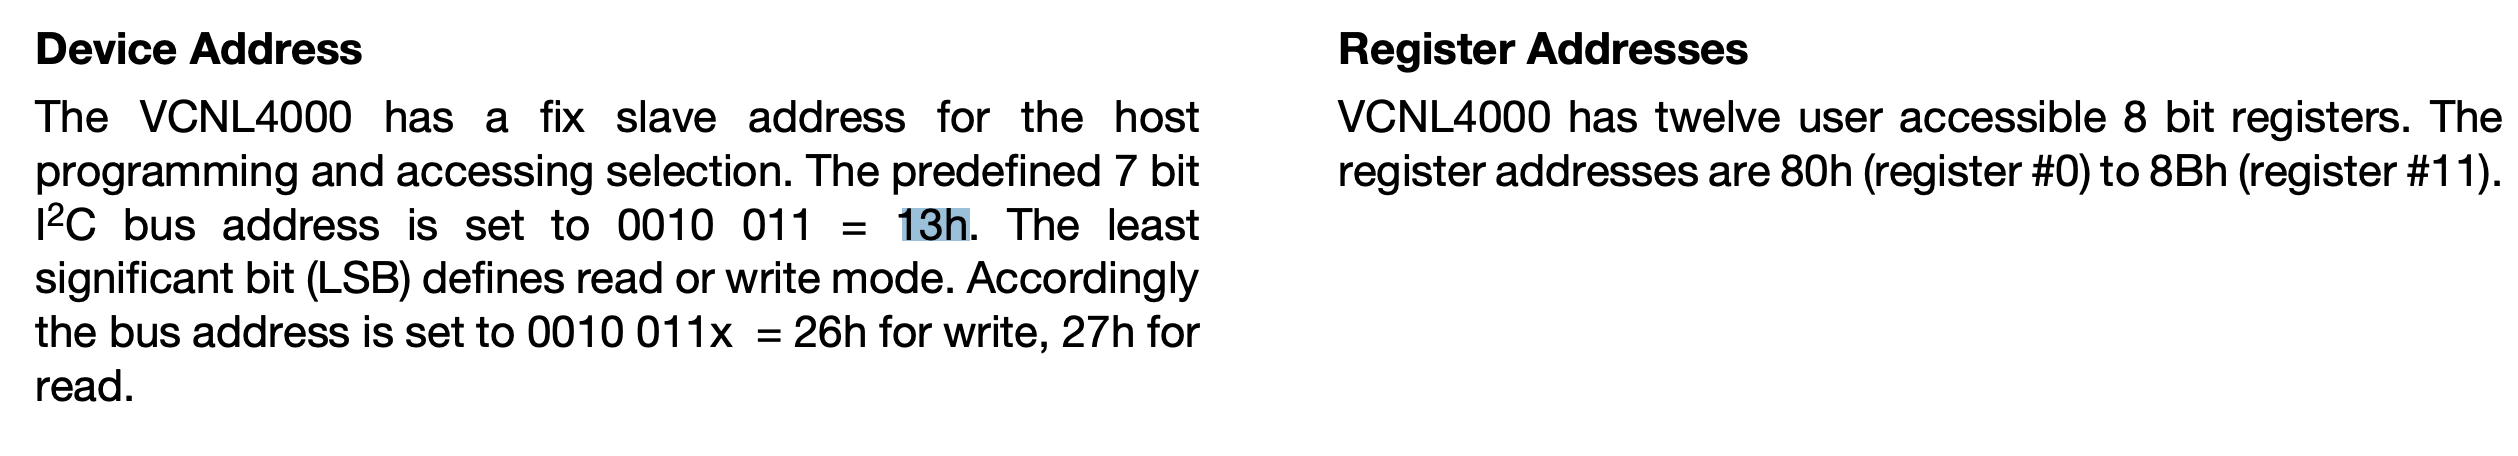 Device Address
The VCNL4000 has a fix slave address for the host
programming and accessing selection. The predefined 7 bit
I²C bus address is set to 0010 011 = 13h. The least
significant bit (LSB) defines read or write mode. Accordingly
the bus address is set to 0010 011x = 26h for write, 27h for
read.
Register Addresses
VCNL4000 has twelve user accessible 8 bit registers. The
register addresses are 80h (register #0) to 8Bh (register #11).